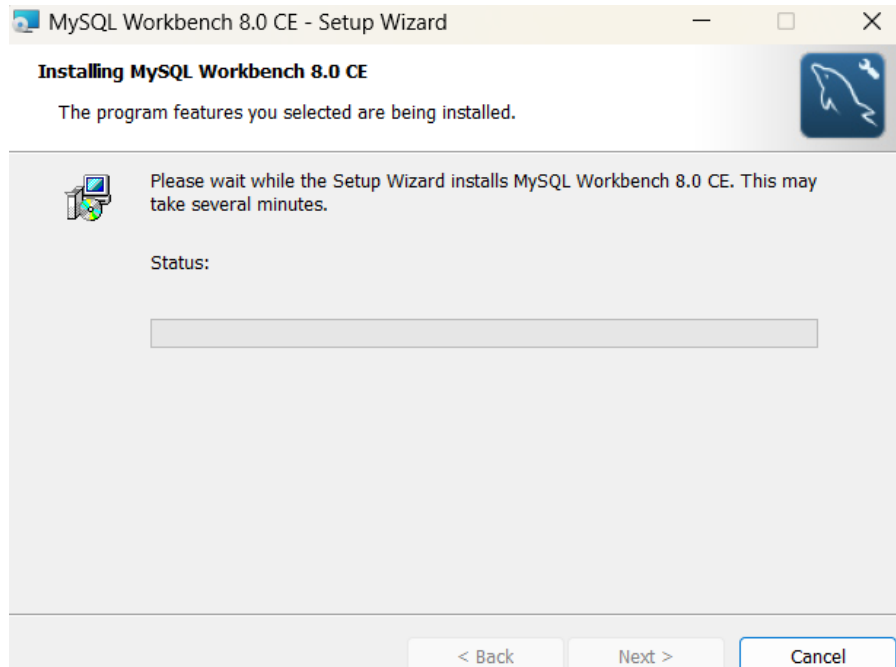 MySQL Workbench 8.0 CE - Setup Wizard
Installing MySQL Workbench 8.0 CE
The program features you selected are being installed.
Please wait while the Setup Wizard installs MySQL Workbench 8.0 CE. This may
take several minutes.
Status:
< Back
Next >
Cancel